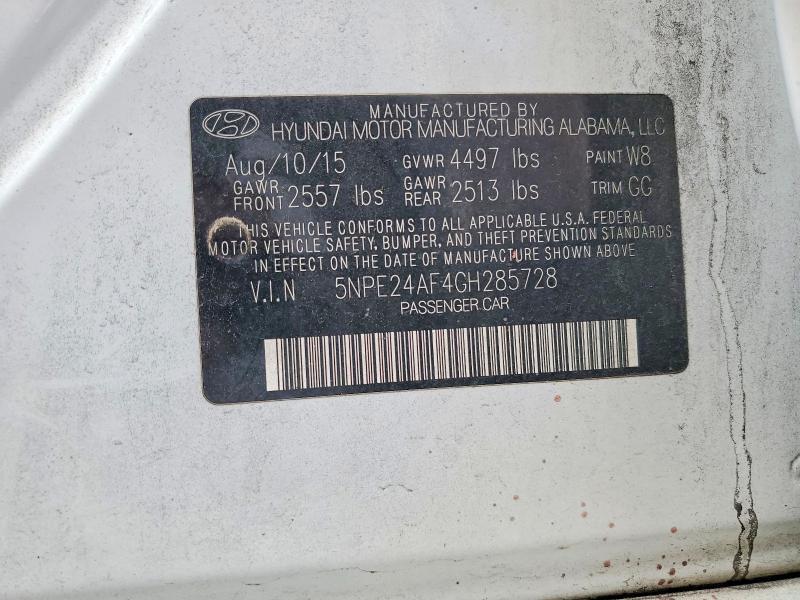 MANUFACTURED BY
HYUNDAI MOTOR MANUFACTURING ALABAMA, LLC
Aug/10/15 GVWR 4497 lbs PAINT W8
GAWR FRONT 2557 lbs GAWR REAR 2513 lbs TRIM GG
THIS VEHICLE CONFORMS TO ALL APPLICABLE U.S.A. FEDERAL
MOTOR VEHICLE SAFETY, BUMPER, AND THEFT PREVENTION STANDARDS
IN EFFECT ON THE DATE OF MANUFACTURE SHOWN ABOVE.
V.I.N 5NPE24AF4GH285728
PASSENGER CAR